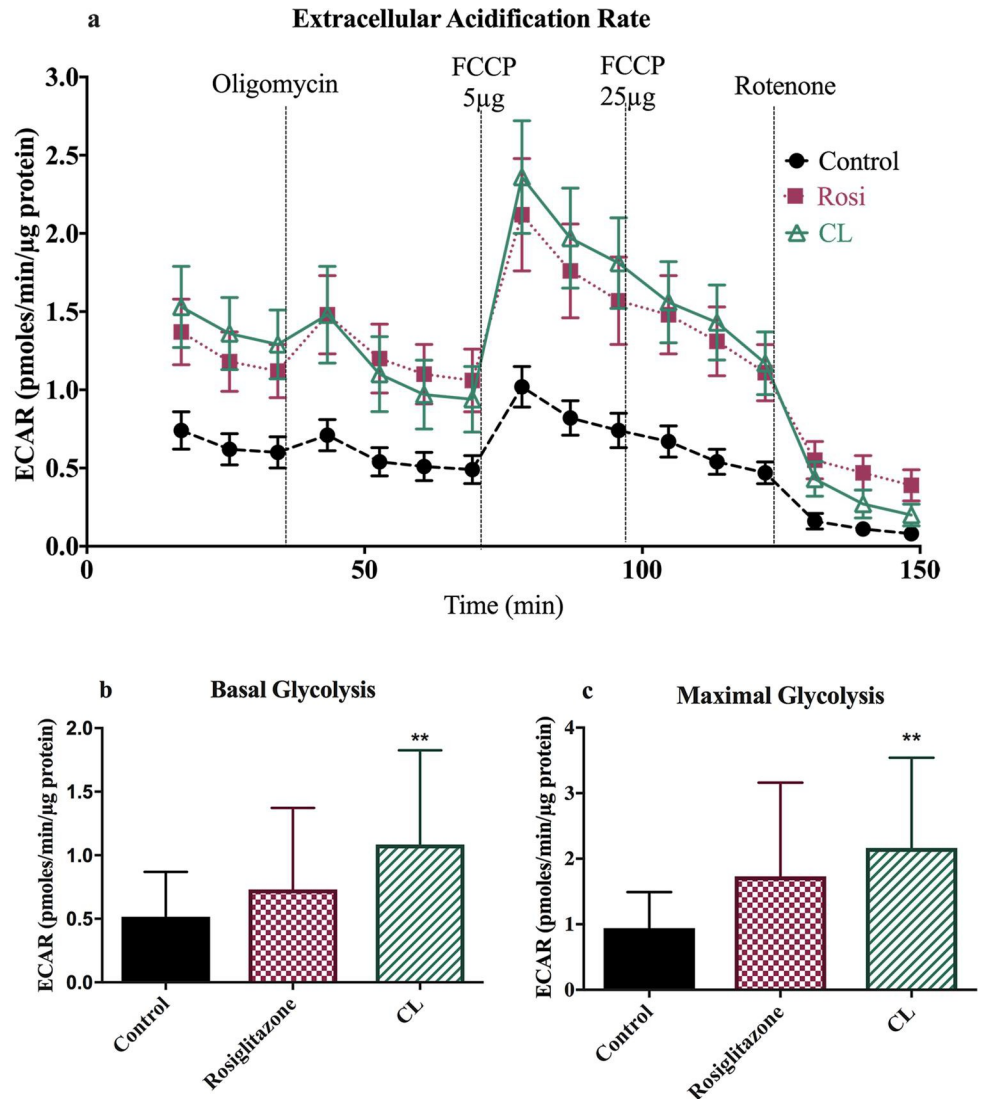 a
Extracellular Acidification Rate
ECAR (pmoles/min/µg protein)
3.0
2.5
2.0
1.5
1.0
0.5
0.0
Oligomycin
FCCP
5µg
FCCP
25µg
Rotenone
Control
Rosi
CL
0
50
100
150
Time (min)
b
Basal Glycolysis
ECAR (pmoles/min/µg protein)
2.0
1.5
1.0
0.5
0.0
**
Control
Rosiglitazone
CL
c
Maximal Glycolysis
ECAR (pmoles/min/µg protein)
4
3
2
1
0
**
Control
Rosiglitazone
CL